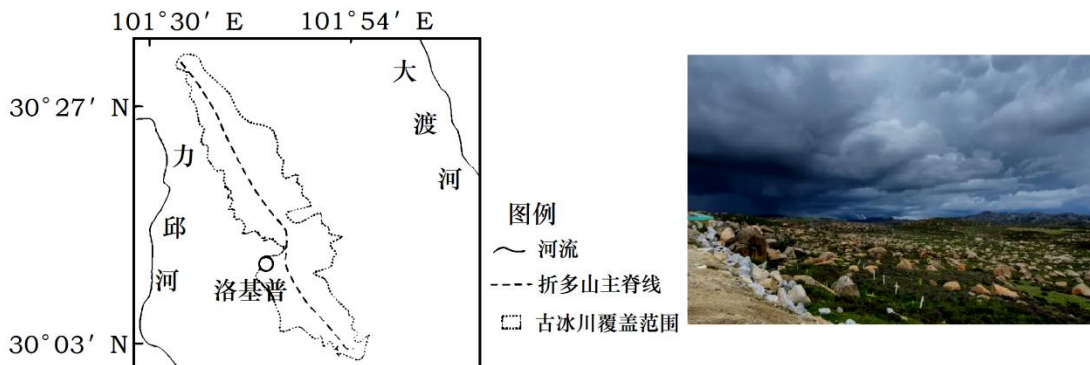 101°30′ E 101°54′ E
30°27′ N
30°03′ N
大渡河
力邱河
洛基普
图例
河流
折多山主脊线
古冰川覆盖范围